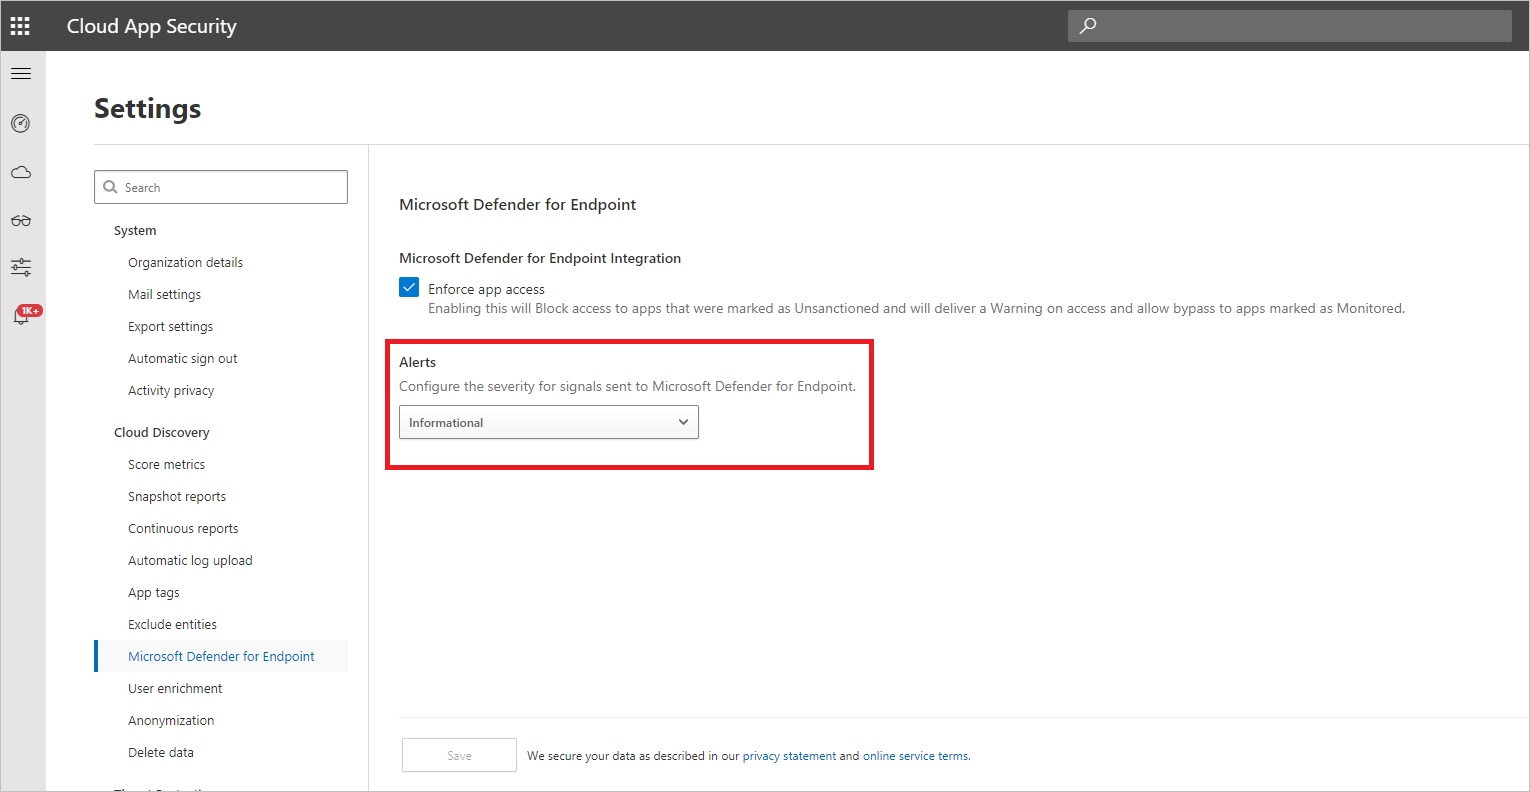 Cloud App Security
Settings
Search
System
Organization details
Mail settings
Export settings
Automatic sign out
Activity privacy
Cloud Discovery
Score metrics
Snapshot reports
Continuous reports
Automatic log upload
App tags
Exclude entities
Microsoft Defender for Endpoint
User enrichment
Anonymization
Delete data
1K+
Microsoft Defender for Endpoint
Microsoft Defender for Endpoint Integration
Enforce app access
Enabling this will Block access to apps that were marked as Unsanctioned and will deliver a Warning on access and allow bypass to apps marked as Monitored.
Alerts
Configure the severity for signals sent to Microsoft Defender for Endpoint.
Informational
Save
We secure your data as described in our privacy statement and online service terms.